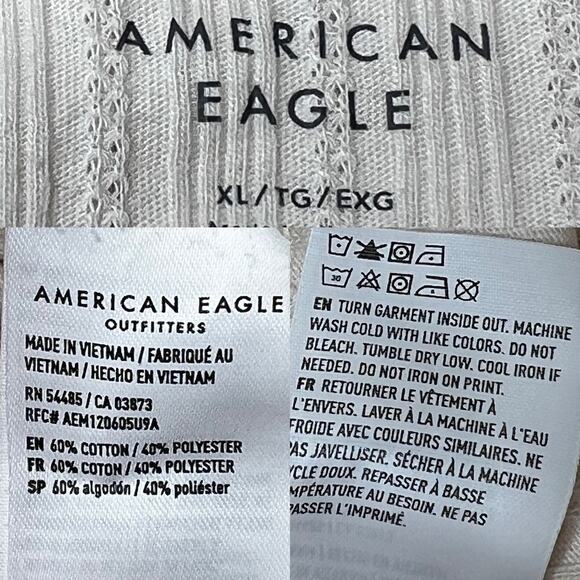 AMERICAN
EAGLE
XL/TG/EXG
AMERICAN EAGLE
OUTFITTERS
MADE IN VIETNAM / FABRIQUÉ AU
VIETNAM / HECHO EN VIETNAM
RN 54485 / CA 03873
RFC# AEM120605U9A
EN 60% COTTON / 40% POLYESTER
FR 60% COTON / 40% POLYESTER
SP 60% algodón / 40% poliéster
30
EN TURN GARMENT INSIDE OUT. MACHINE
WASH COLD WITH LIKE COLORS. DO NOT
BLEACH. TUMBLE DRY LOW. COOL IRON IF
NEEDED. DO NOT IRON ON PRINT.
FR RETOURNER LE VÊTEMENT À
L'ENVERS. LAVER À LA MACHINE À L'EAU
FROIDE AVEC COULEURS SIMILAIRES. NE
PAS JAVELLISER. SÉCHER À LA MACHINE
YCLE DOUX. REPASSER À BASSE
MPÉRATURE AU BESOIN. NE PAS
PASSER L'IMPRIMÉ.